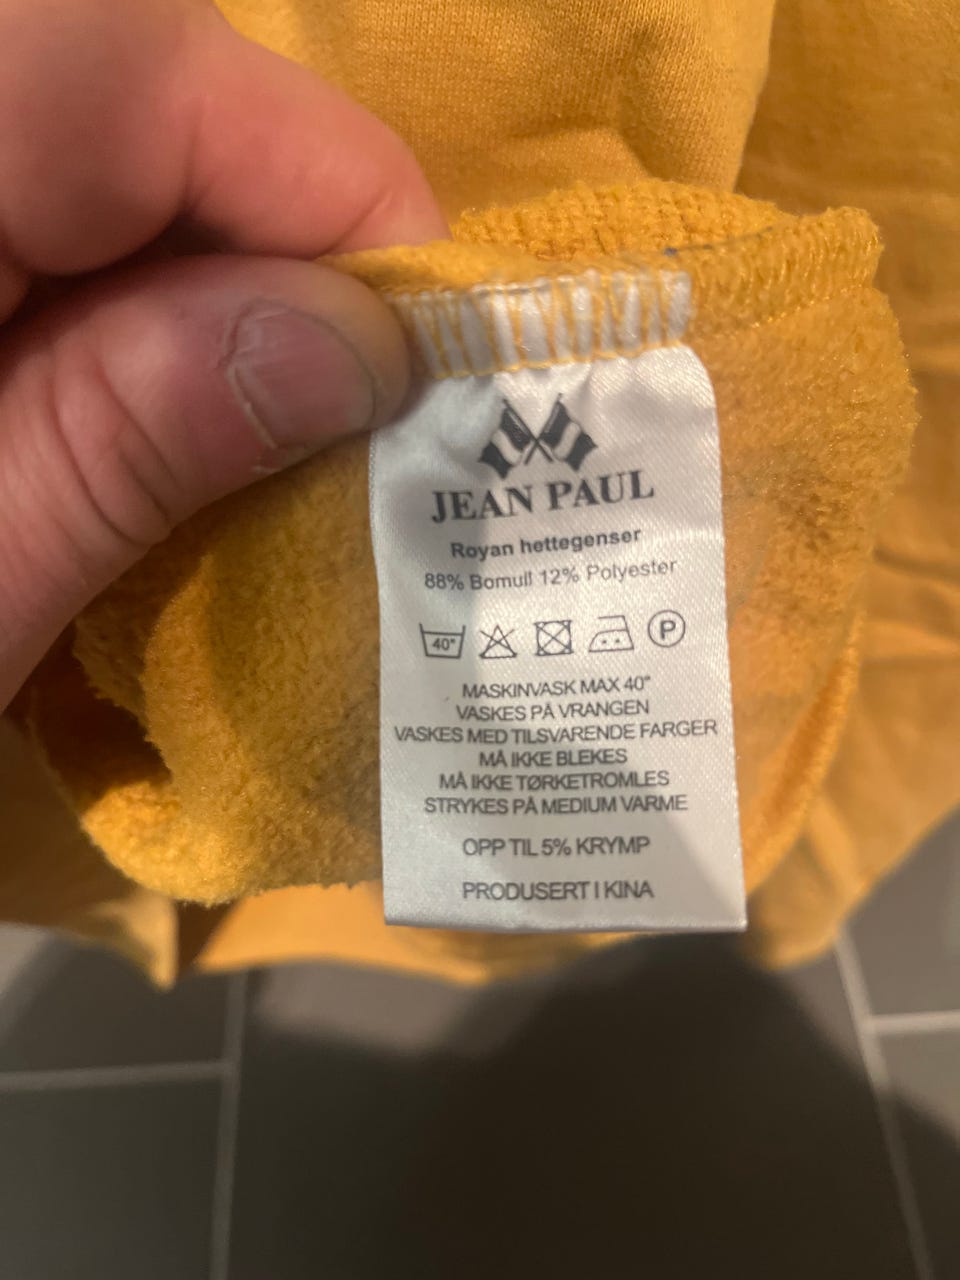 JEAN PAUL
Royan hettegenser
88% Bomull 12% Polyester
40° P
MASKINVASK MAX 40°
VASKES PÅ VRANGEN
VASKES MED TILSVARENDE FARGER
MÅ IKKE BLEKES
MÅ IKKE TØRKETROMLES
STRYKES PÅ MEDIUM VARME
OPP TIL 5% KRYMP
PRODUSERT I KINA